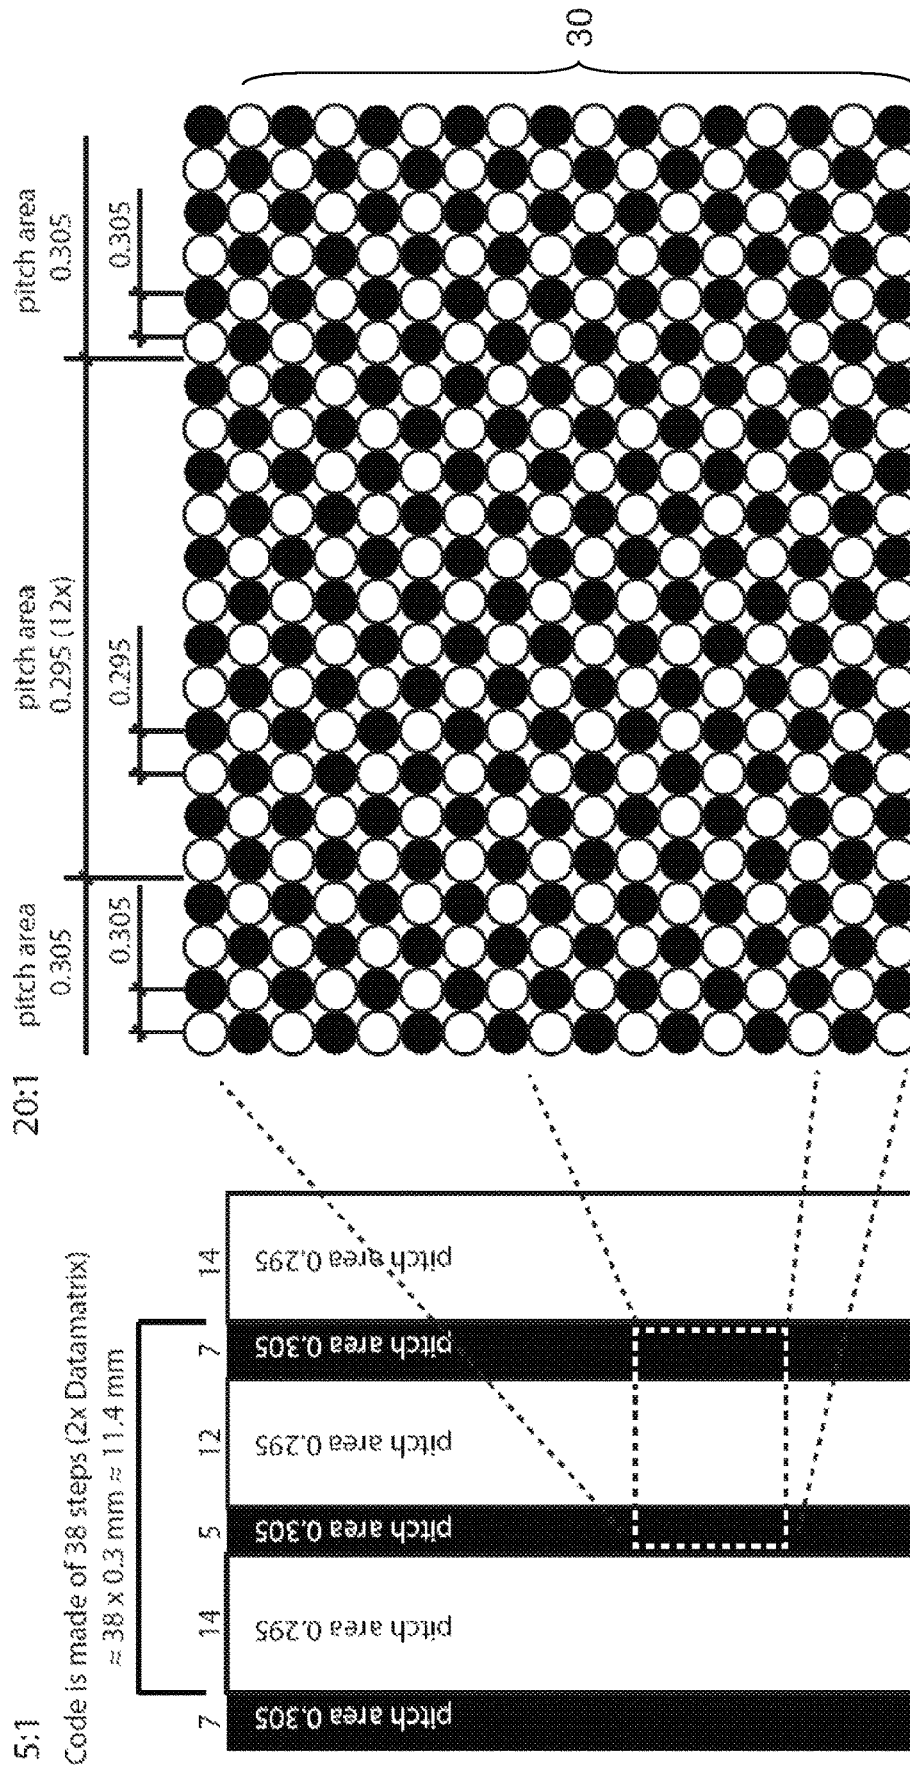 5:1
Code is made of 38 steps (2x Datamatrix)
≈ 38 x 0.3 mm ≈ 11.4 mm
7
14
5
12
7
14
pitch area 0.305
pitch area 0.295
pitch area 0.305
pitch area 0.295
pitch area 0.305
pitch area 0.295
20:1
pitch area
0.305
pitch area
0.295 (12x)
pitch area
0.305
0.305
0.295
0.305
30